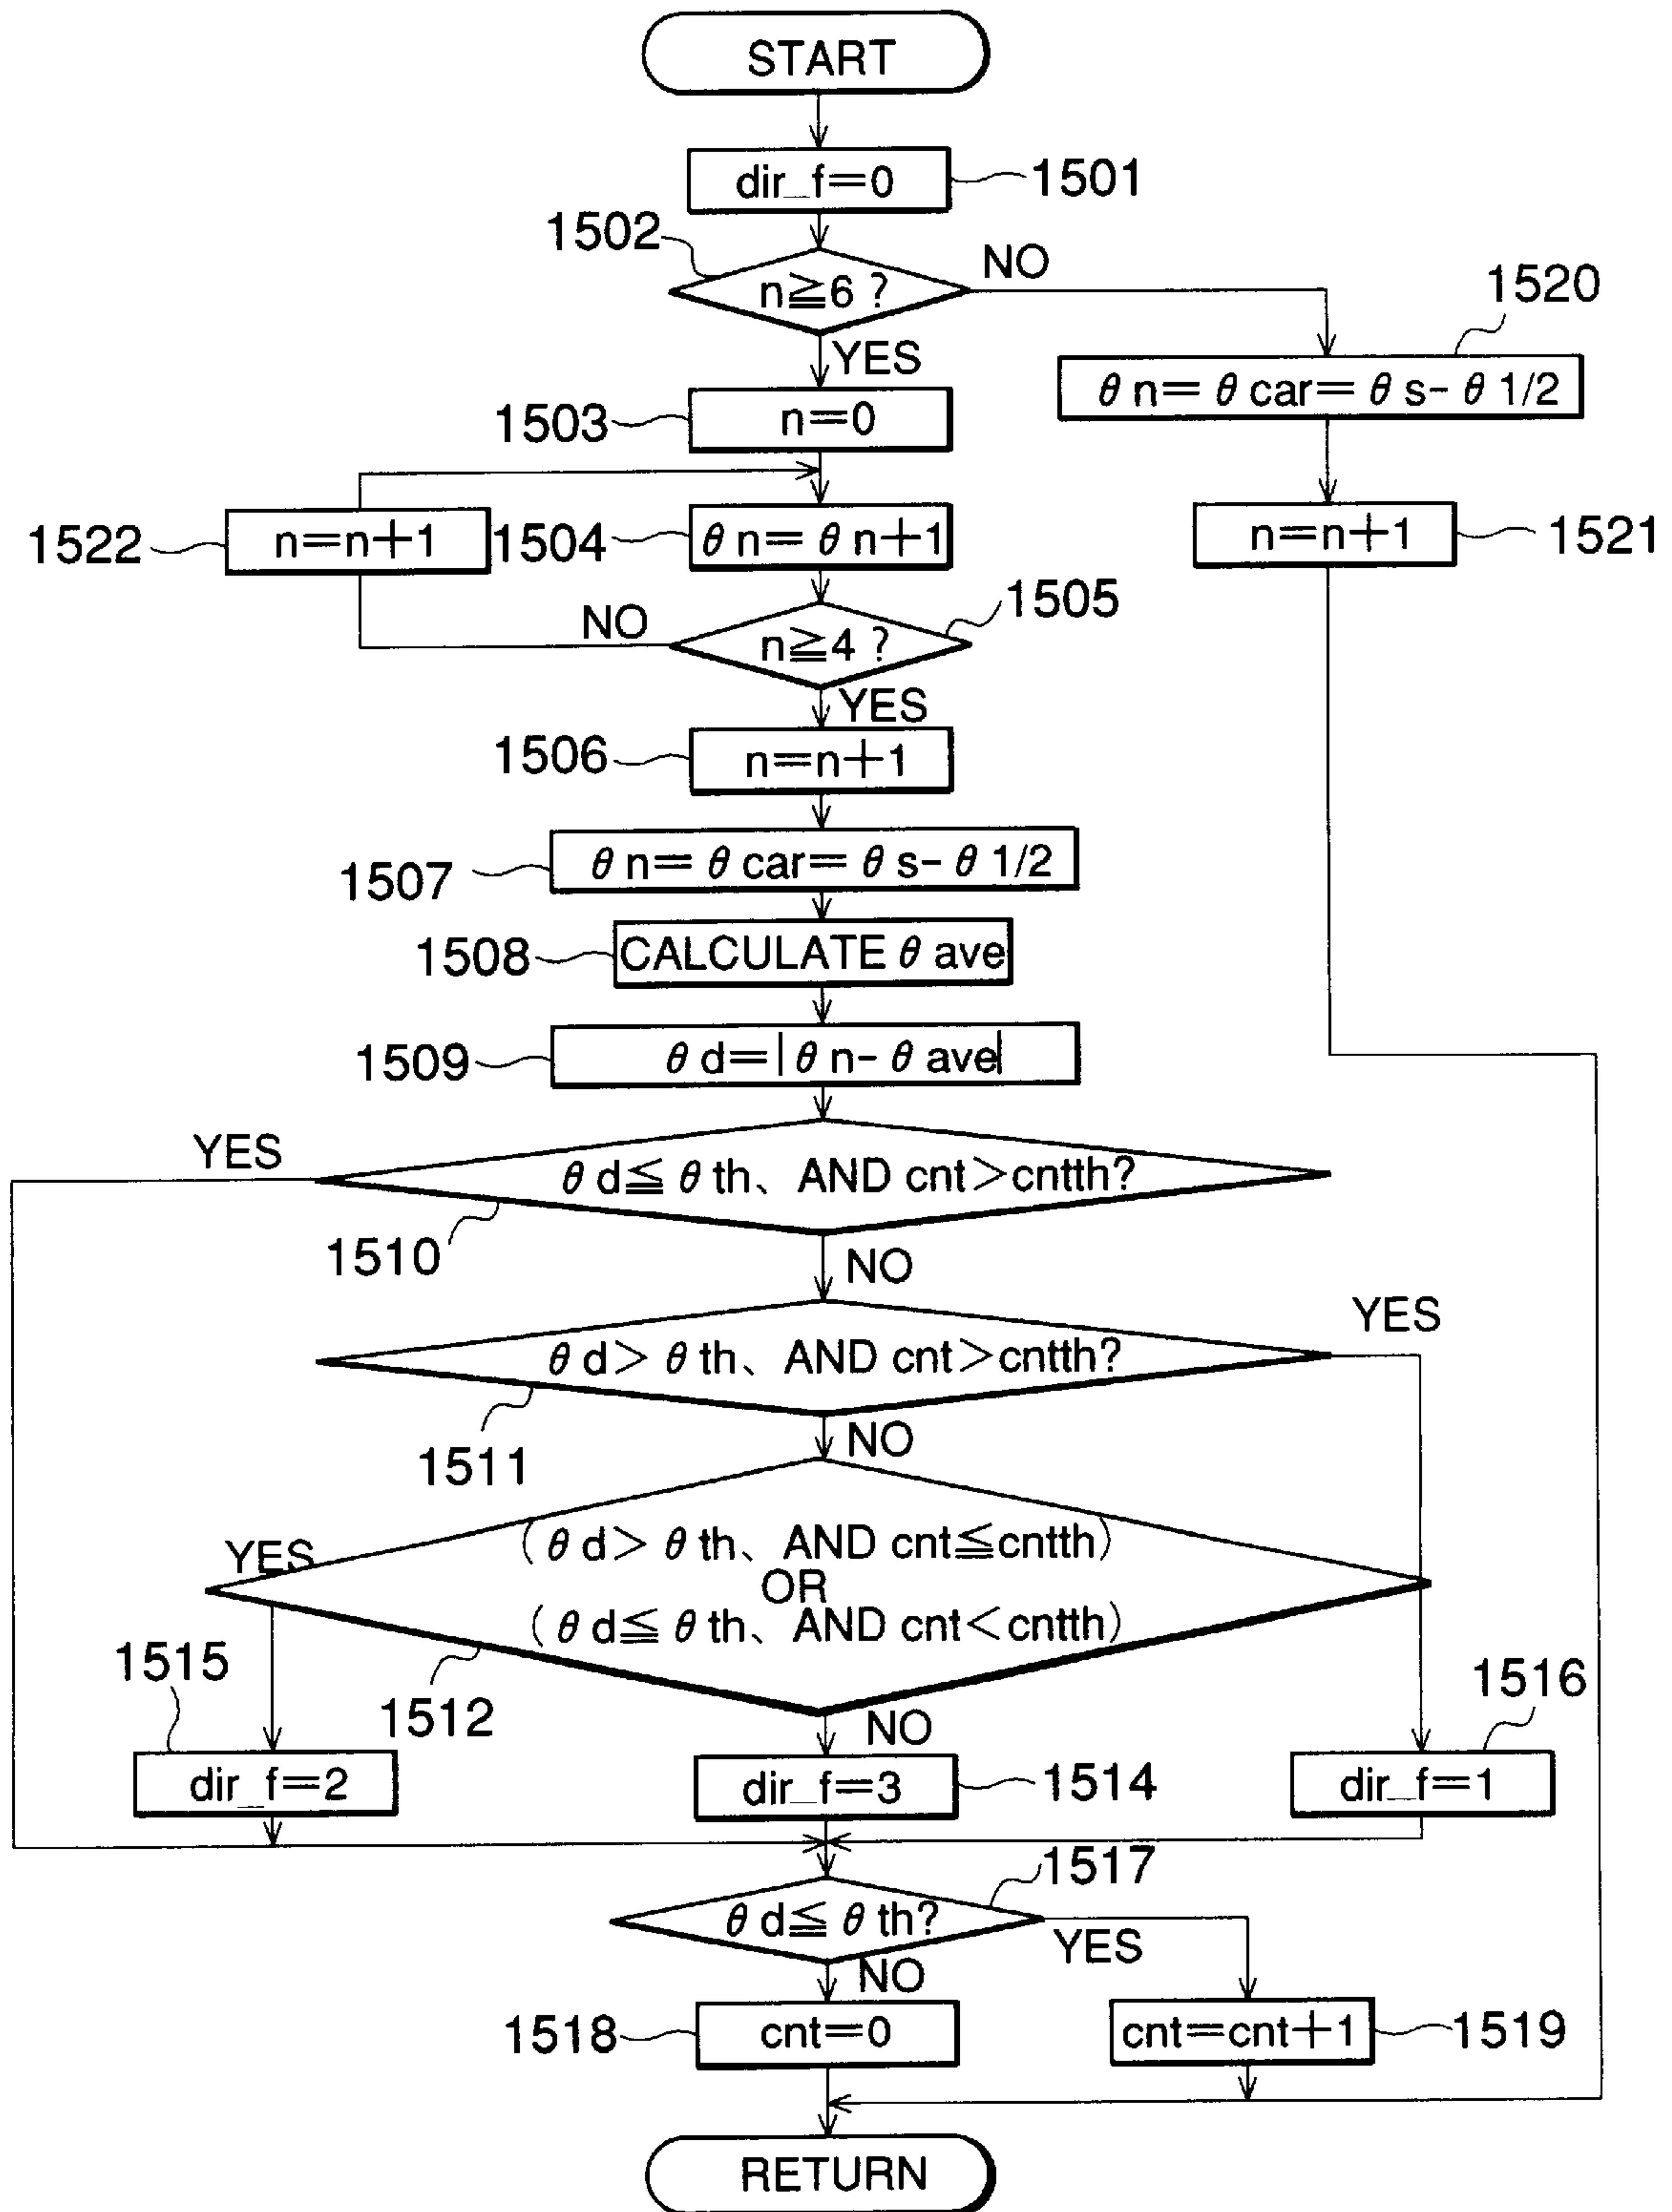 START
dir_f=0
1501
1502
n≧6 ?
NO
YES
1520
θ n= θ car= θ s- θ 1/2
1503
n=0
1522
n=n+1
1504
θ n= θ n+1
n=n+1
1521
1505
NO
n≧4 ?
YES
1506
n=n+1
1507
θ n= θ car= θ s- θ 1/2
1508
CALCULATE θ ave
1509
θ d=| θ n- θ ave|
YES
θ d≦ θ th、 AND cnt>cntth?
1510
NO
YES
θ d> θ th、 AND cnt>cntth?
1511
NO
YES
(θ d> θ th、 AND cnt≦cntth)
OR
(θ d≦ θ th、 AND cnt<cntth)
1515
1512
NO
1516
dir_f=2
dir_f=3
1514
dir_f=1
1517
θ d≦ θ th?
YES
NO
1518
cnt=0
cnt=cnt+1
1519
RETURN